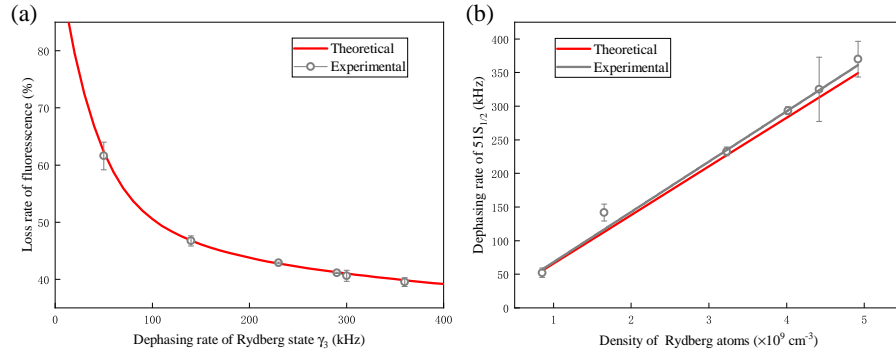 (a)
Loss rate of fluoresscence (%)
80
70
60
50
40
0
100
200
300
400
Dephasing rate of Rydberg state γ3 (kHz)
Theoretical
Experimental
(b)
Dephasing rate of 51S1/2 (kHz)
400
350
300
250
200
150
100
50
0
1
2
3
4
5
Density of Rydberg atoms (×10⁹ cm⁻³)
Theoretical
Experimental